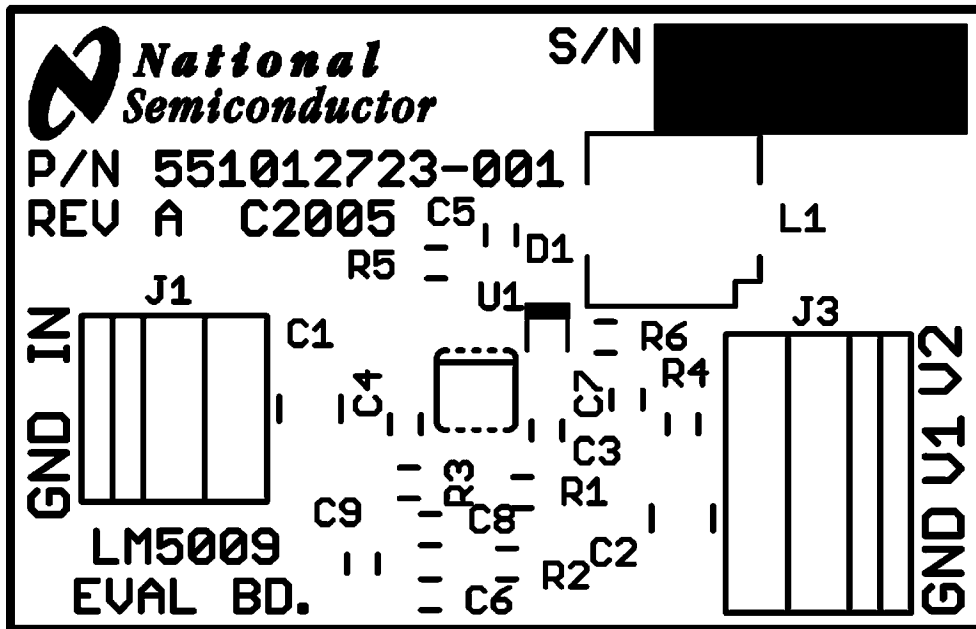 National
Semiconductor
S/N
P/N 551012723-001
REV A C2005
C5
D1
L1
R5
J1
U1
J3
C1
R6
R4
C4
C7
IN
GND
V2
V1
GND
C3
R3
R1
C9
C8
C2
R2
C6
LM5009
EVAL BD.